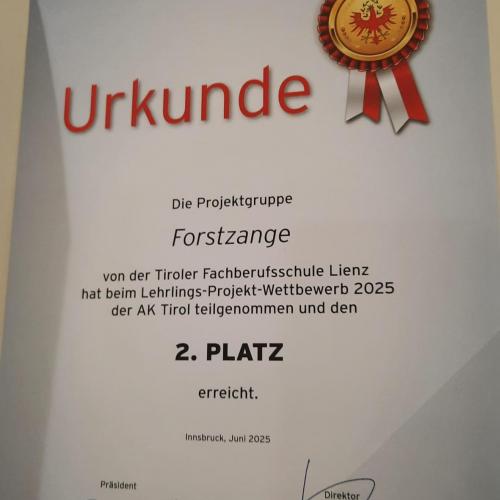 Urkunde
Die Projektgruppe
Forstzange
von der Tiroler Fachberufsschule Lienz
hat beim Lehrlings-Projekt-Wettbewerb 2025
der AK Tirol teilgenommen und den
2. PLATZ
erreicht.
Innsbruck, Juni 2025
Präsident
Direktor